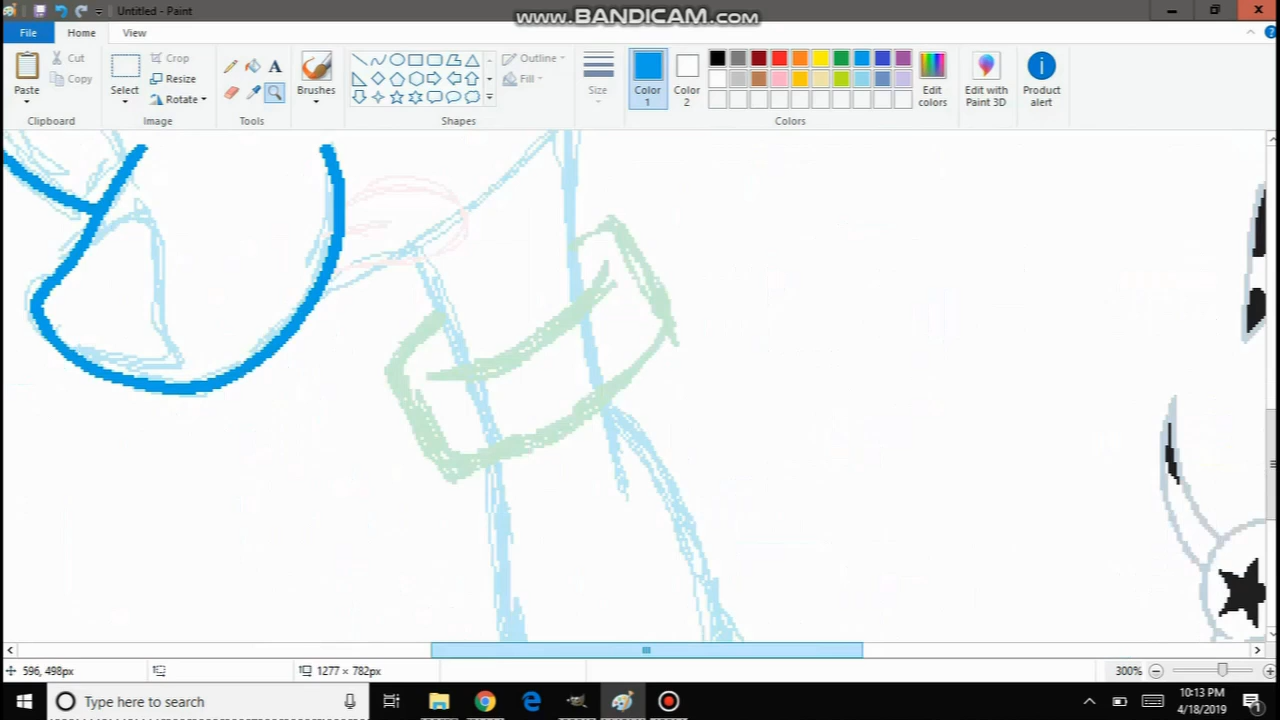 Untitled - Paint
www.BANDICAM.com
File
Home
View
Paste
Cut
Copy
Clipboard
Select
Crop
Resize
Rotate
Image
A
Tools
Brushes
Outline
Fill
Shapes
Size
Color 1
Color 2
Edit colors
Colors
Edit with Paint 3D
Product alert
596, 498px
1277 × 782px
300%
Type here to search
10:13 PM
4/18/2019
1